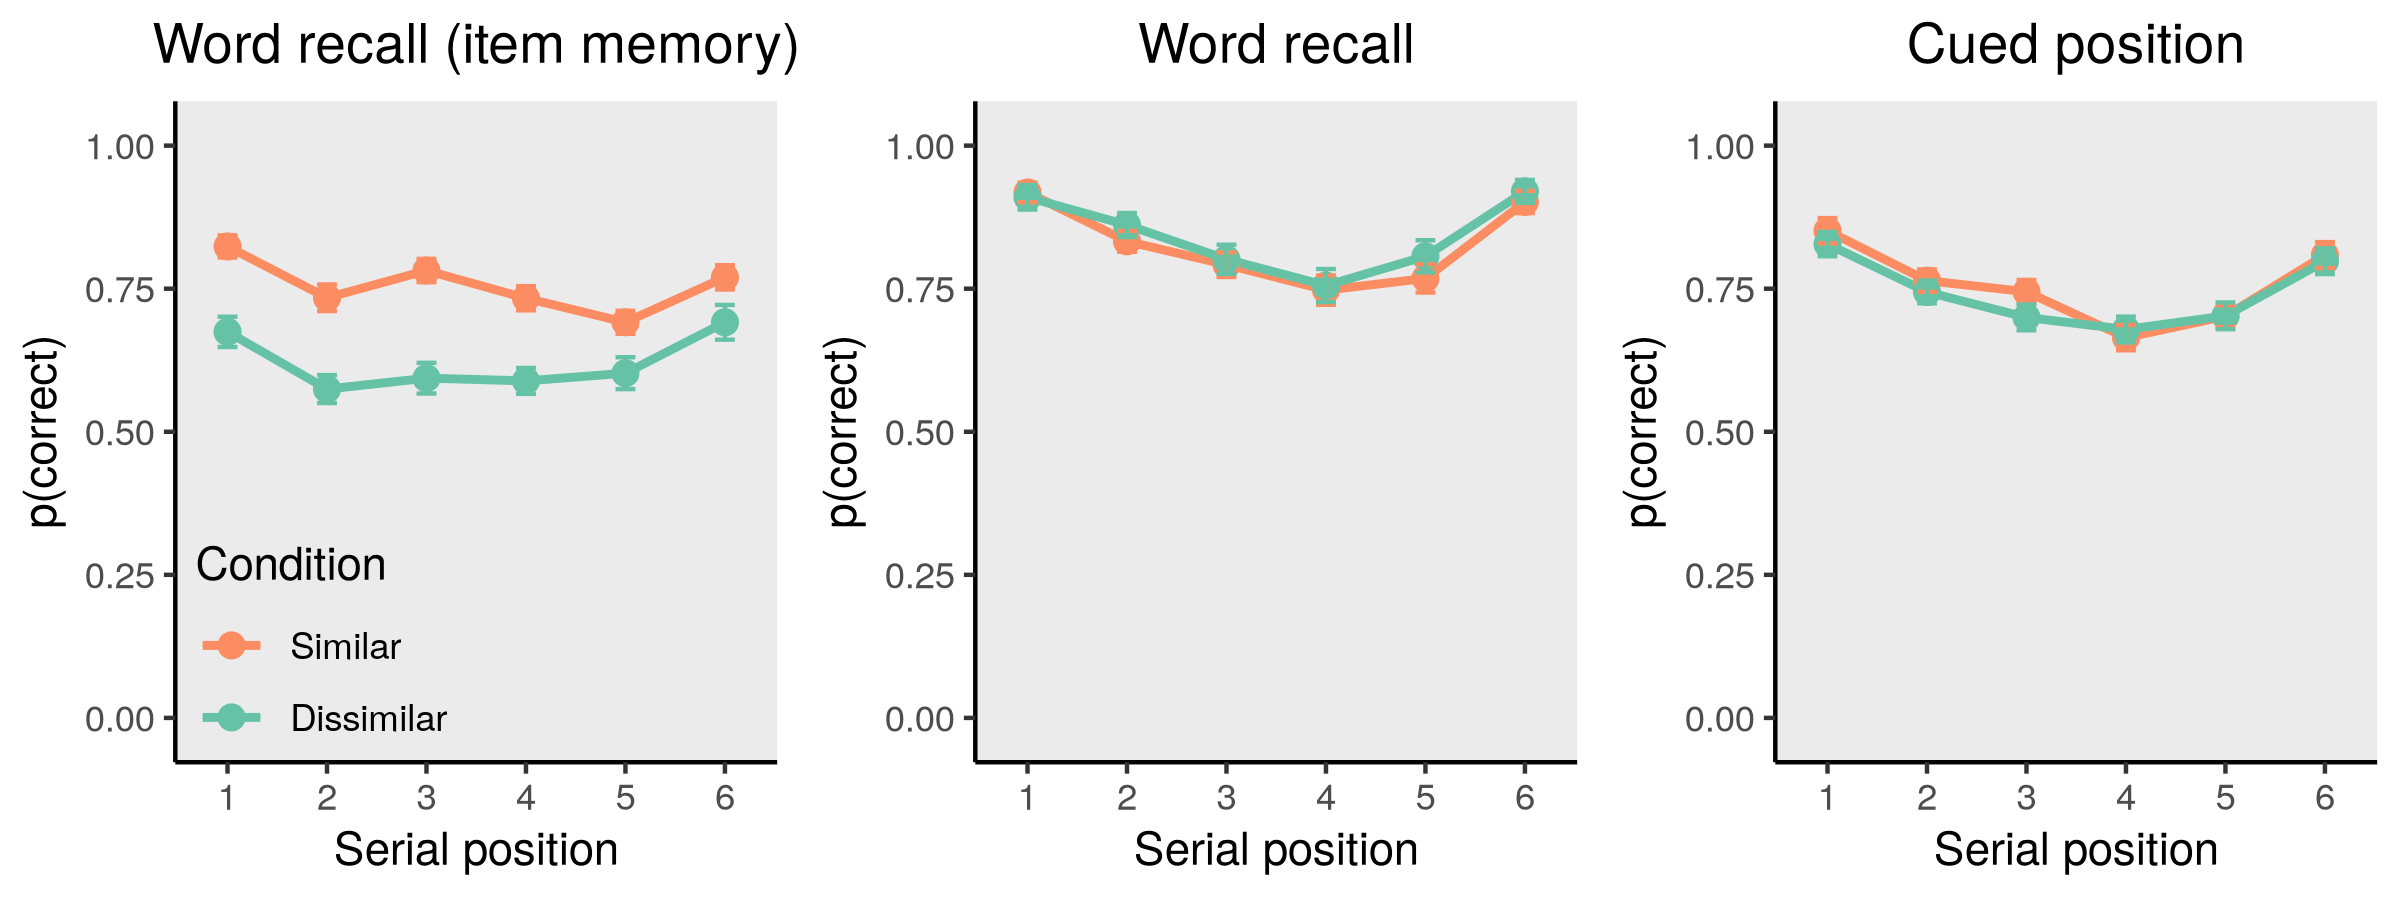 Word recall (item memory)
1.00
0.75
0.50
0.25
0.00
p(correct)
Condition
Similar
Dissimilar
1 2 3 4 5 6
Serial position
Word recall
1.00
0.75
0.50
0.25
0.00
p(correct)
1 2 3 4 5 6
Serial position
Cued position
1.00
0.75
0.50
0.25
0.00
p(correct)
1 2 3 4 5 6
Serial position